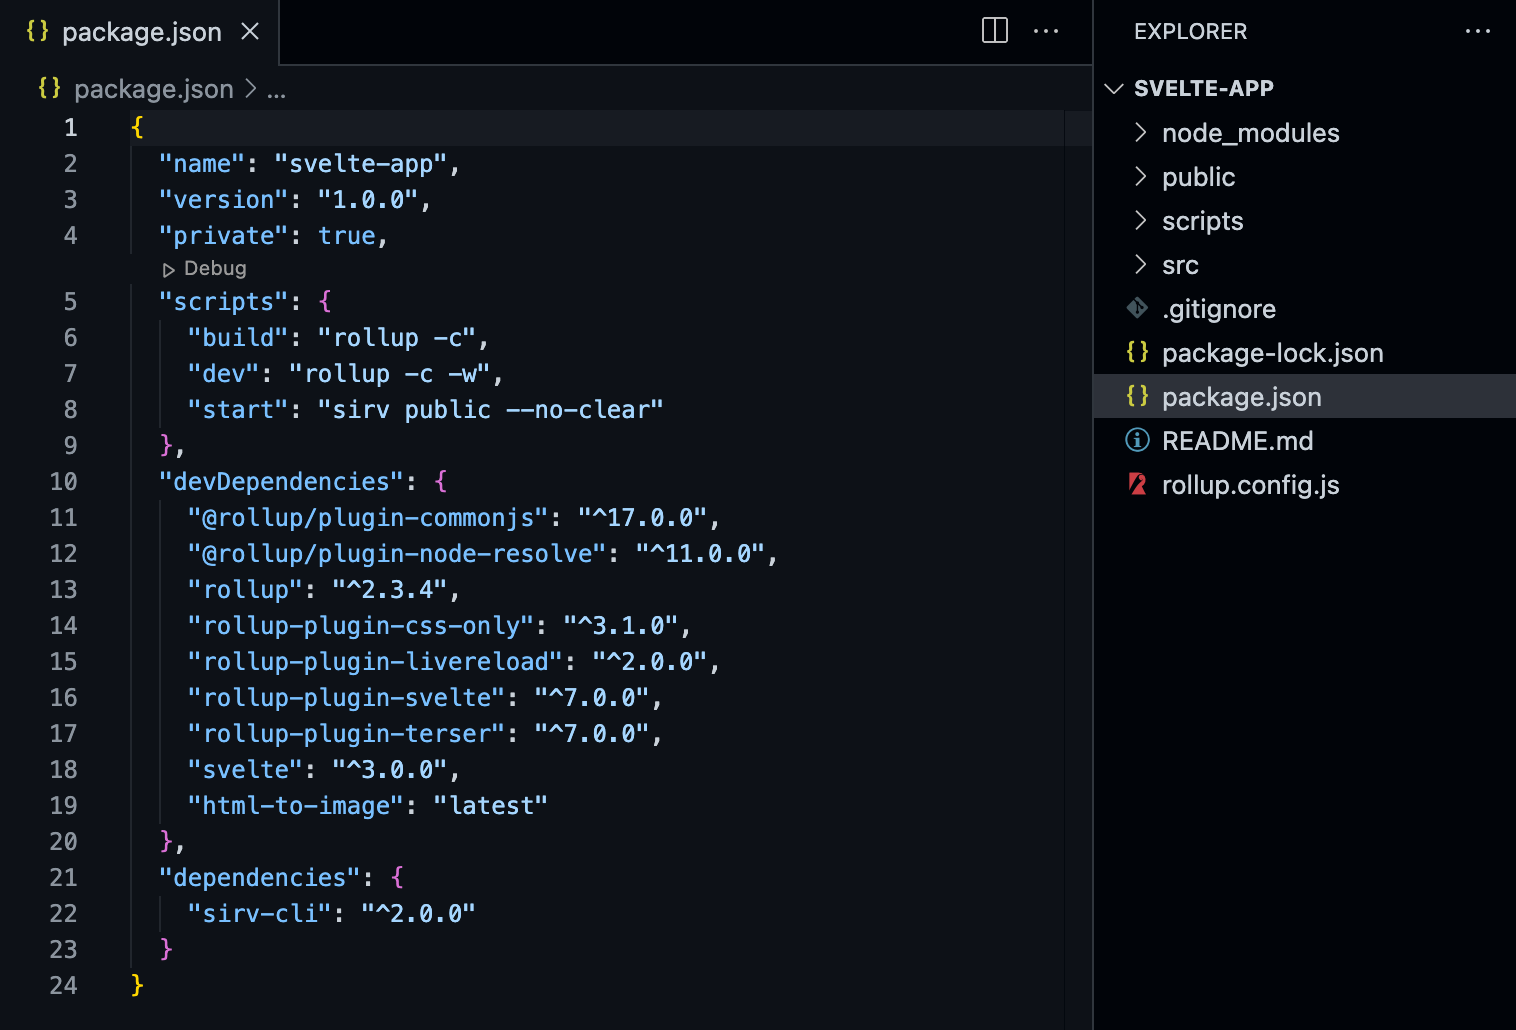 package.json
package.json > ...
1 {
2 "name": "svelte-app",
3 "version": "1.0.0",
4 "private": true,
Debug
5 "scripts": {
6 "build": "rollup -c",
7 "dev": "rollup -c -w",
8 "start": "sirv public --no-clear"
9 },
10 "devDependencies": {
11 "@rollup/plugin-commonjs": "^17.0.0",
12 "@rollup/plugin-node-resolve": "^11.0.0",
13 "rollup": "^2.3.4",
14 "rollup-plugin-css-only": "^3.1.0",
15 "rollup-plugin-livereload": "^2.0.0",
16 "rollup-plugin-svelte": "^7.0.0",
17 "rollup-plugin-terser": "^7.0.0",
18 "svelte": "^3.0.0",
19 "html-to-image": "latest"
20 },
21 "dependencies": {
22 "sirv-cli": "^2.0.0"
23 }
24 }
EXPLORER
SVELTE-APP
node_modules
public
scripts
src
.gitignore
package-lock.json
package.json
README.md
rollup.config.js